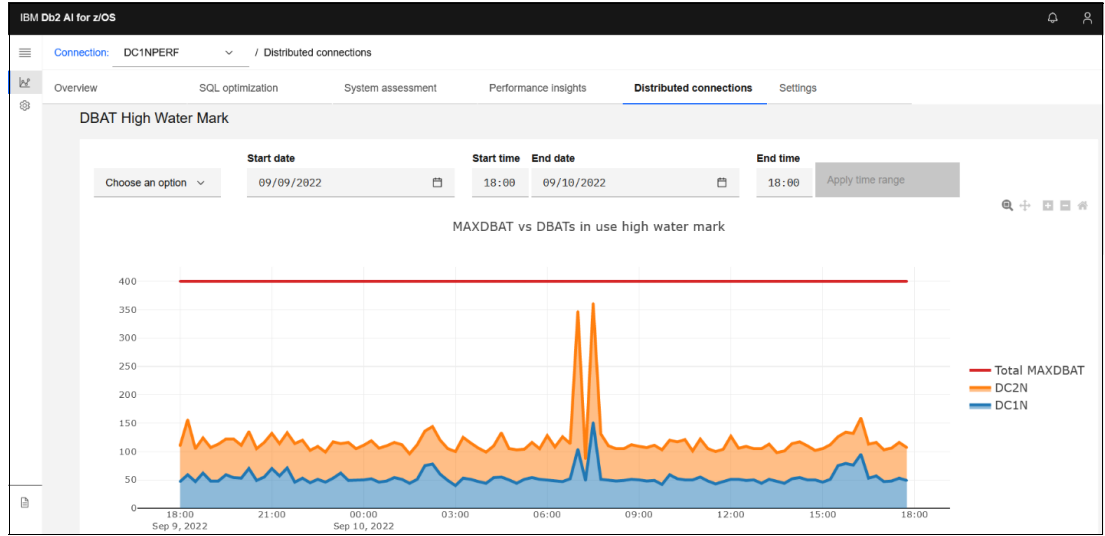 IBM Db2 AI for z/OS
Connection: DC1NPERF / Distributed connections
Overview SQL optimization System assessment Performance insights Distributed connections Settings
DBAT High Water Mark
Start date Start time End date End time
Choose an option 09/09/2022 18:00 09/10/2022 18:00 Apply time range
MAXDBAT vs DBATs in use high water mark
400
350
300
250
200
150
100
50
0
Total MAXDBAT
DC2N
DC1N
18:00 21:00 00:00 03:00 06:00 09:00 12:00 15:00 18:00
Sep 9, 2022 Sep 10, 2022